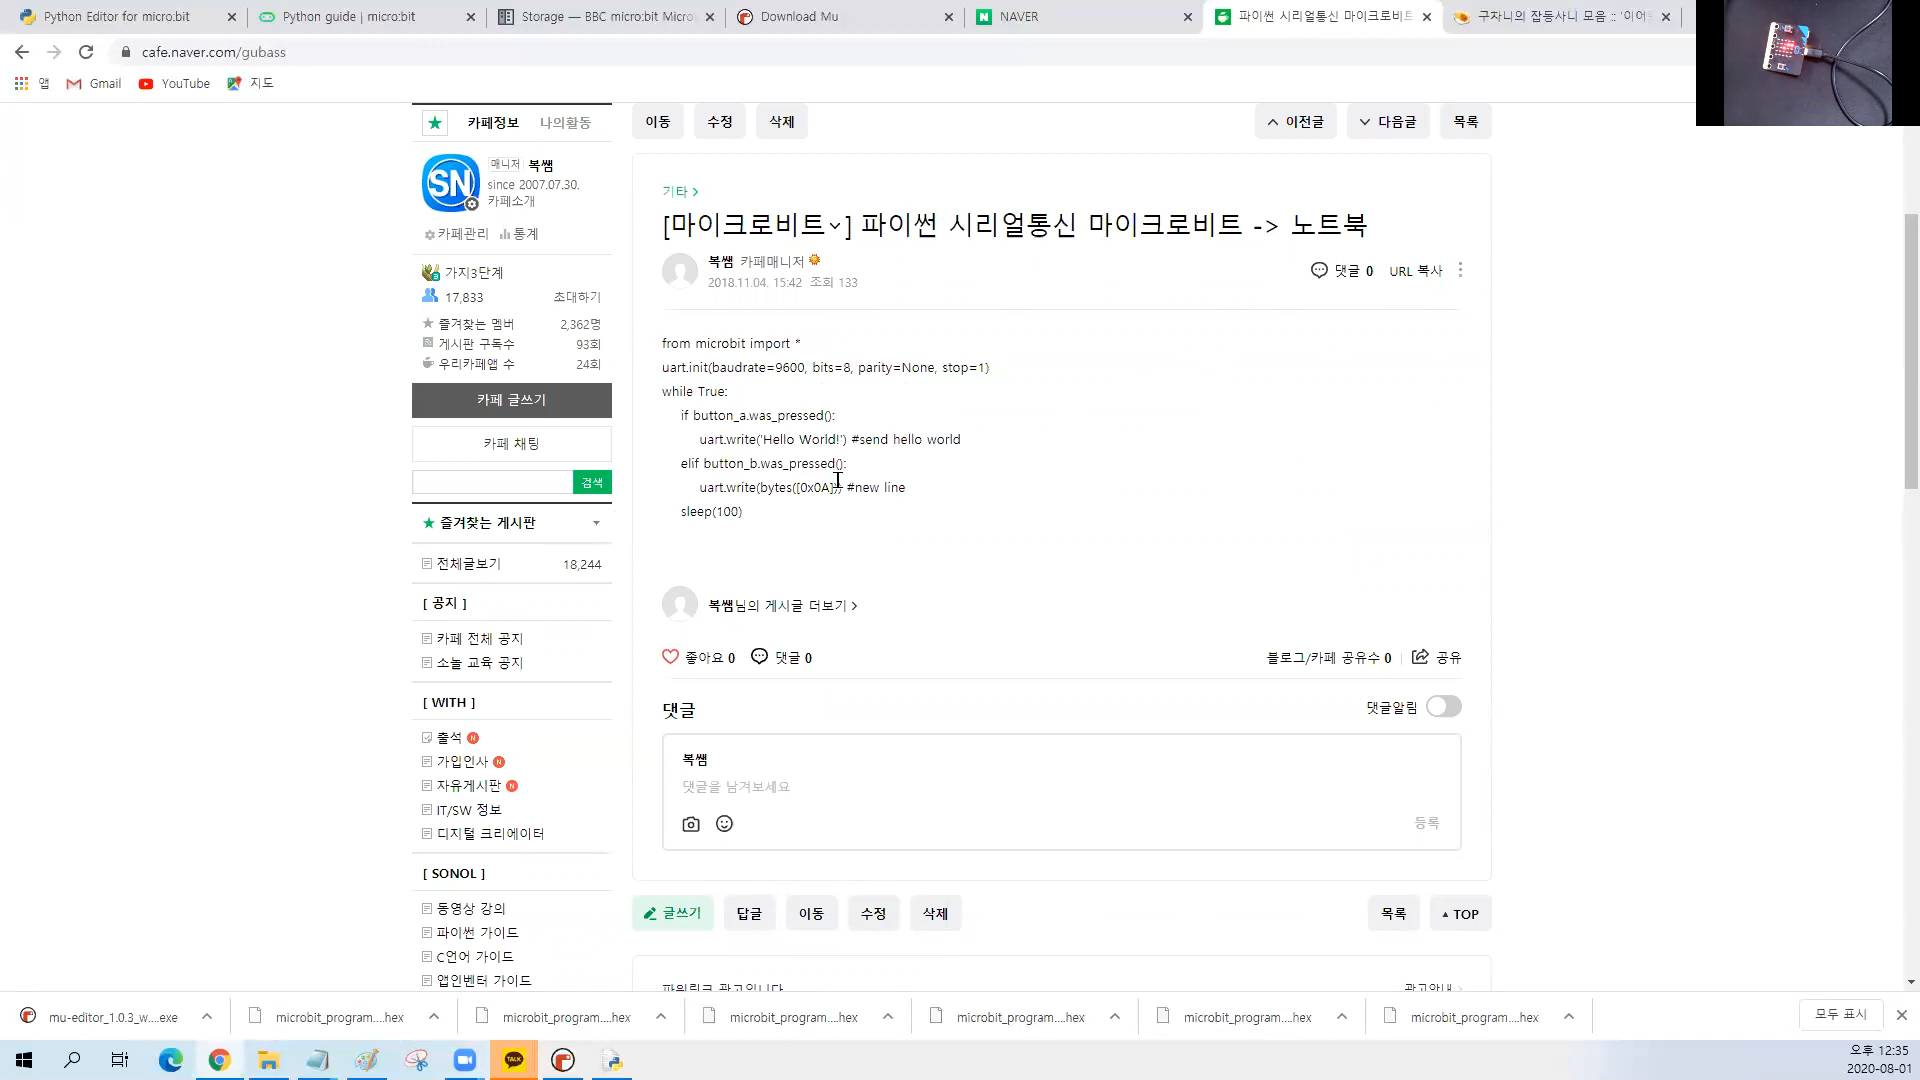 Python Editor for micro:bit
Python guide | micro:bit
Storage — BBC micro:bit Micro
Download Mu
NAVER
파이썬 시리얼통신 마이크로비트
구자니의 잡동사니 모음 :: '이어
cafe.naver.com/gubass
앱
Gmail
YouTube
지도
카페정보 나의활동
이동 수정 삭제
이전글 다음글 목록
매니저 복쌤
since 2007.07.30.
카페소개
카페관리 통계
SN
가지3단계
17,833 초대하기
즐겨찾는 멤버 2,362명
게시판 구독수 93회
우리카페앱 수 24회
카페 글쓰기
카페 채팅
검색
즐겨찾는 게시판
전체글보기 18,244
[ 공지 ]
카페 전체 공지
소놀 교육 공지
[ WITH ]
출석 N
가입인사 N
자유게시판 N
IT/SW 정보
디지털 크리에이터
[ SONOL ]
동영상 강의
파이썬 가이드
C언어 가이드
앱인벤터 가이드
기타 >
[마이크로비트] 파이썬 시리얼통신 마이크로비트 -> 노트북
복쌤 카페매니저
2018.11.04. 15:42 조회 133
댓글 0 URL 복사
from microbit import *
uart.init(baudrate=9600, bits=8, parity=None, stop=1)
while True:
if button_a.was_pressed():
uart.write('Hello World!') #send hello world
elif button_b.was_pressed():
uart.write(bytes([0x0A])) #new line
sleep(100)
복쌤님의 게시글 더보기 >
좋아요 0 댓글 0
블로그/카페 공유수 0 공유
댓글
댓글알림
복쌤
댓글을 남겨보세요
등록
글쓰기 답글 이동 수정 삭제
목록 TOP
파워링크 광고입니다
광고안내
mu-editor_1.0.3_w....exe
microbit_program....hex
microbit_program....hex
microbit_program....hex
microbit_program....hex
microbit_program....hex
microbit_program....hex
모두 표시
TALK
오후 12:35
2020-08-01